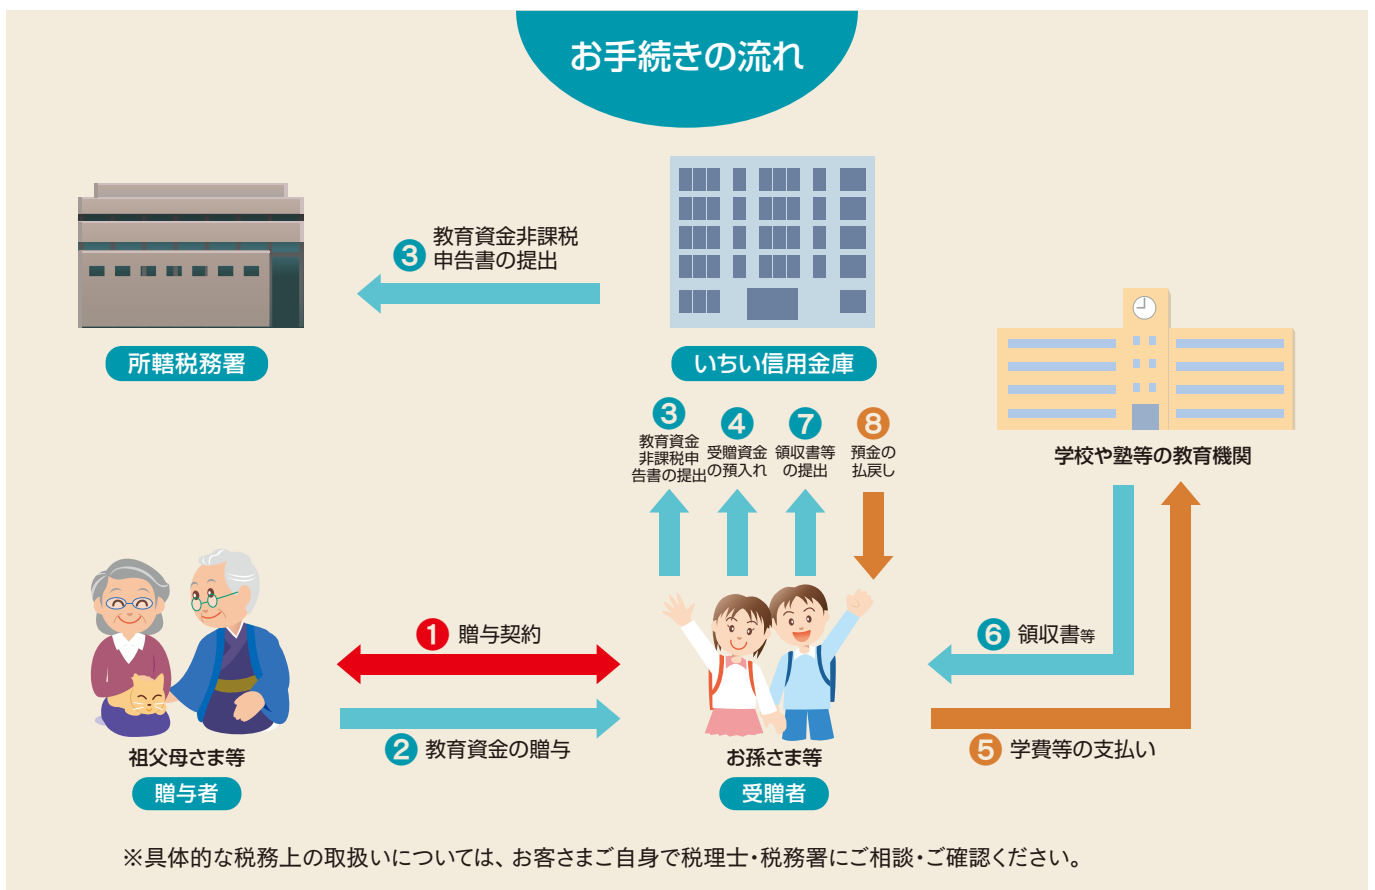 お手続きの流れ
3 教育資金非課税
申告書の提出
所轄税務署
いちい信用金庫
3
教育資金
非課税申
告書の提出
4
受贈資金
の預入れ
7
領収書等
の提出
8
預金の
払戻し
学校や塾等の教育機関
1 贈与契約
2 教育資金の贈与
6 領収書等
5 学費等の支払い
祖父母さま等
贈与者
お孫さま等
受贈者
※具体的な税務上の取扱いについては、お客さまご自身で税理士・税務署にご相談・ご確認ください。